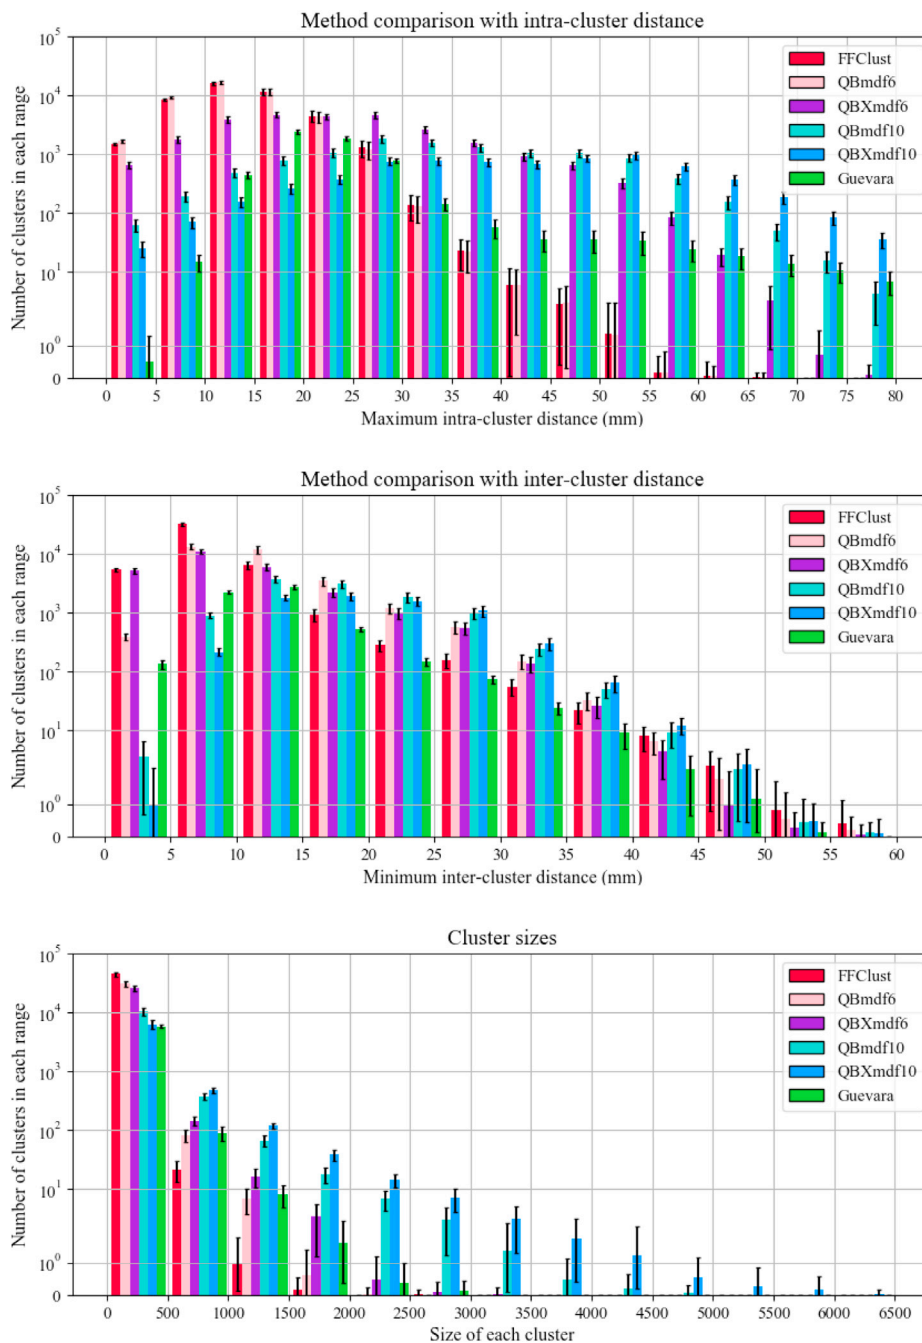 Method comparison with intra-cluster distance
Number of clusters in each range
10^5
10^4
10^3
10^2
10^1
10^0
0
FFClust
QBmdf6
QBXmdf6
QBmdf10
QBXmdf10
Guevara
0 5 10 15 20 25 30 35 40 45 50 55 60 65 70 75 80
Maximum intra-cluster distance (mm)
Method comparison with inter-cluster distance
Number of clusters in each range
10^5
10^4
10^3
10^2
10^1
10^0
0
FFClust
QBmdf6
QBXmdf6
QBmdf10
QBXmdf10
Guevara
0 5 10 15 20 25 30 35 40 45 50 55 60
Minimum inter-cluster distance (mm)
Cluster sizes
Number of clusters in each range
10^5
10^4
10^3
10^2
10^1
10^0
0
FFClust
QBmdf6
QBXmdf6
QBmdf10
QBXmdf10
Guevara
0 500 1000 1500 2000 2500 3000 3500 4000 4500 5000 5500 6000 6500
Size of each cluster